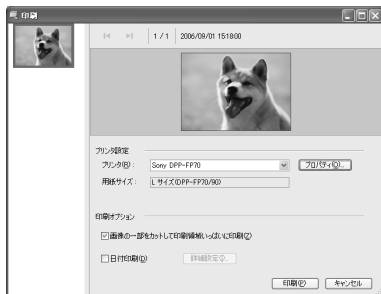 印刷
1 / 1 2006/09/01 15:18:00
プリンタ設定
プリンタ(R): Sony DPP-FP70 プロパティ(O)...
用紙サイズ: L サイズ(DPP-FP70/90)
印刷オプション
画像の一部をカットして印刷領域いっぱいに印刷(Z)
日付印刷(D) 詳細設定(Q)...
印刷(P) キャンセル